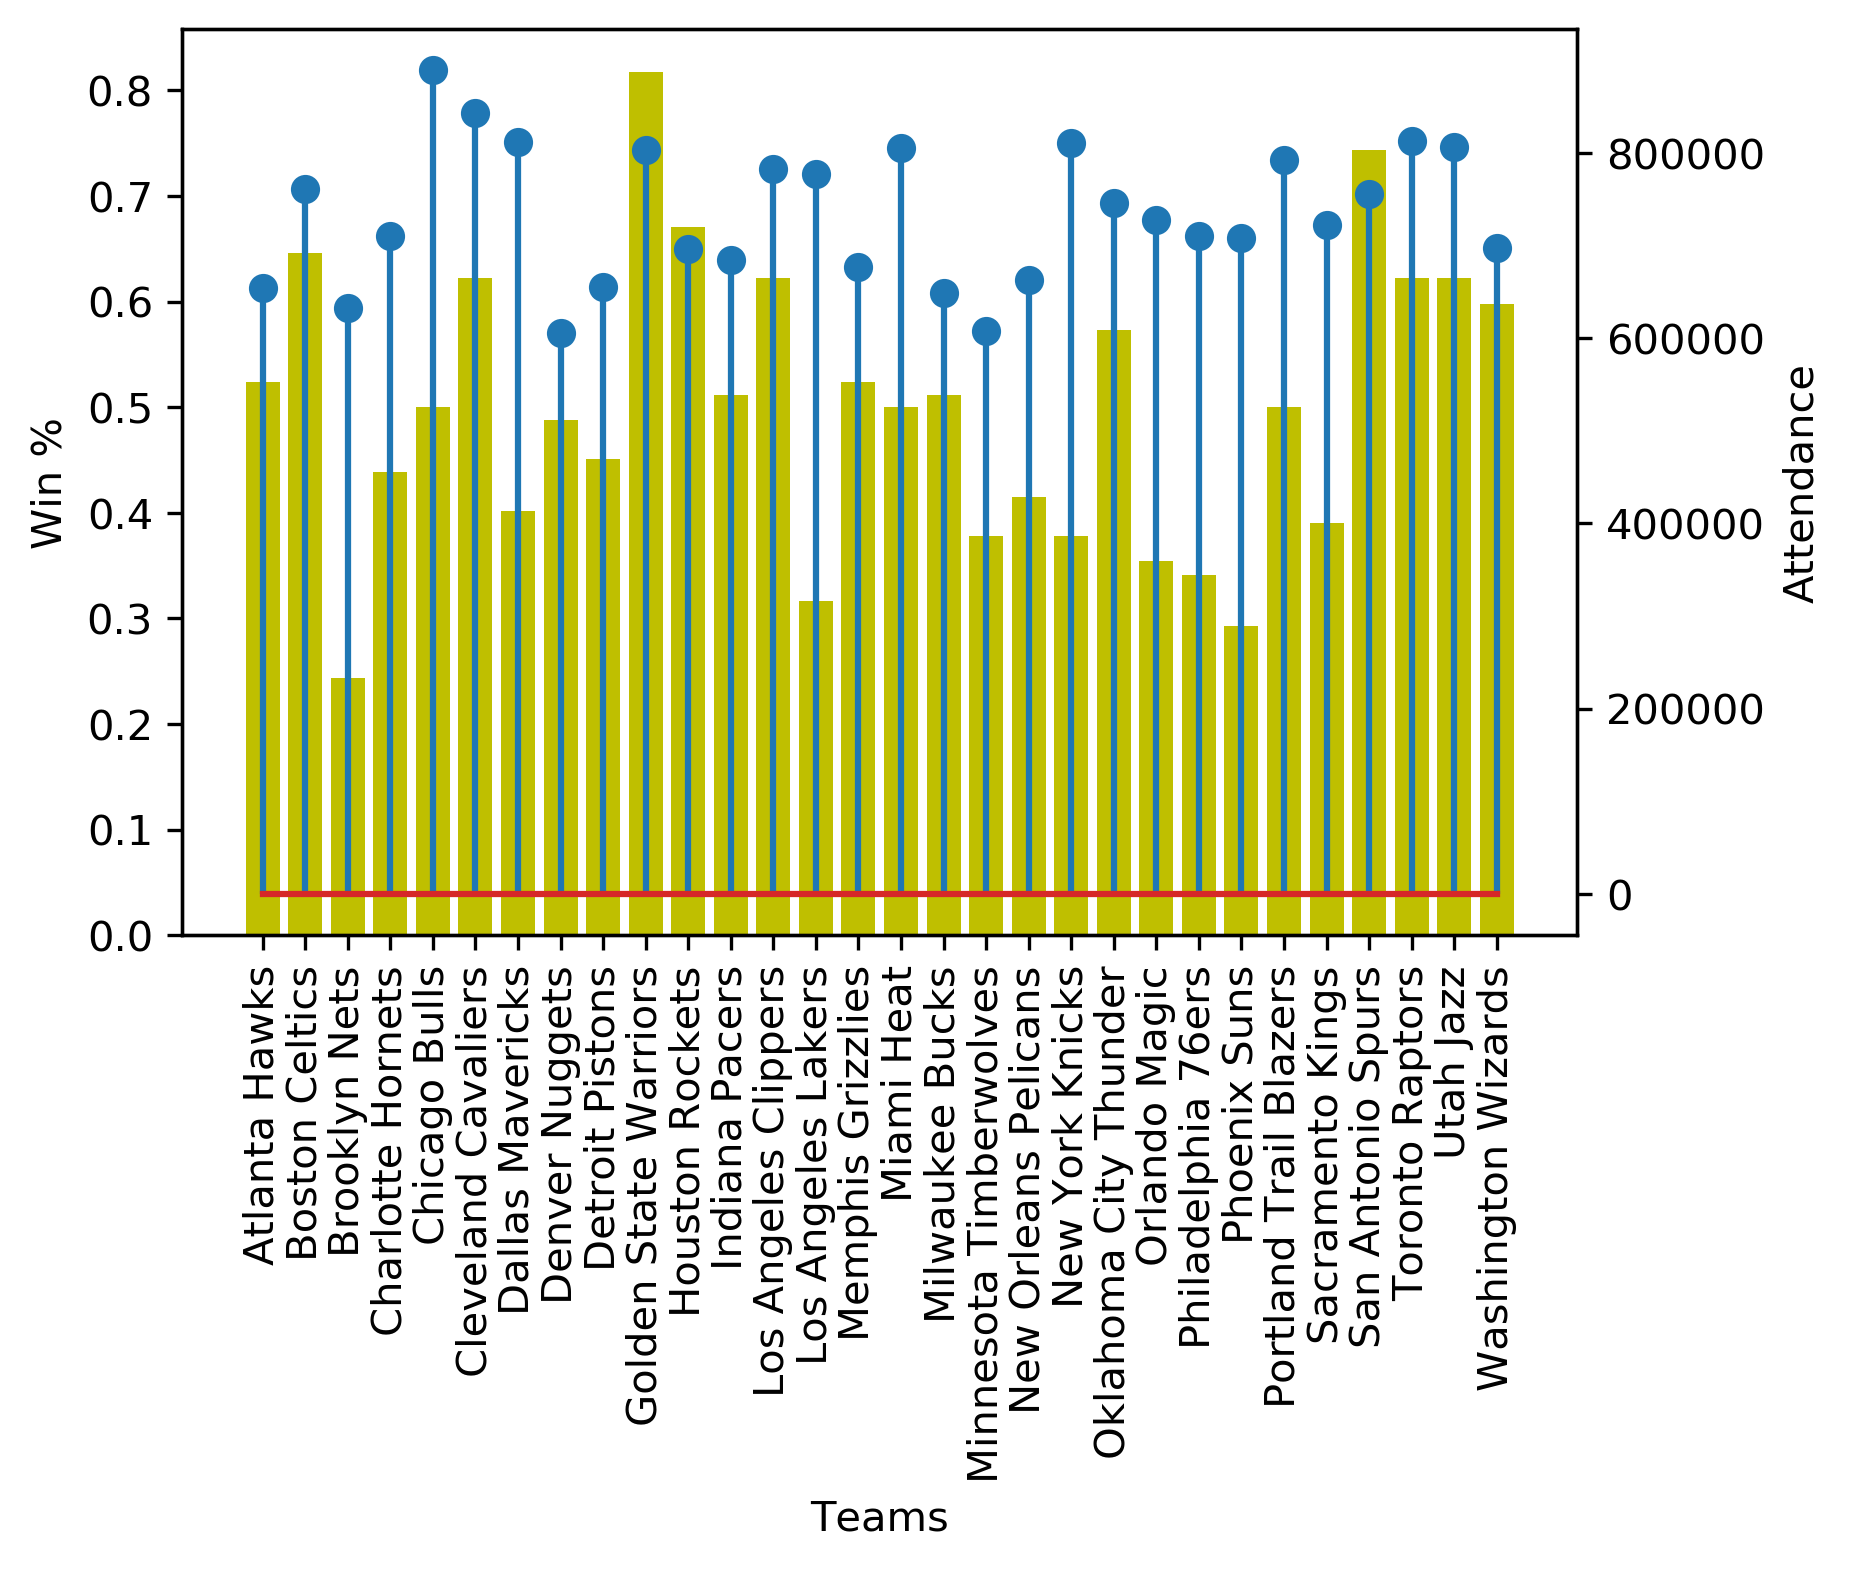 0.8
0.7
0.6
0.5
0.4
0.3
0.2
0.1
0.0
Win %
800000
600000
400000
200000
0
Attendance
Atlanta Hawks
Boston Celtics
Brooklyn Nets
Charlotte Hornets
Chicago Bulls
Cleveland Cavaliers
Dallas Mavericks
Denver Nuggets
Detroit Pistons
Golden State Warriors
Houston Rockets
Indiana Pacers
Los Angeles Clippers
Los Angeles Lakers
Memphis Grizzlies
Miami Heat
Milwaukee Bucks
Minnesota Timberwolves
New Orleans Pelicans
New York Knicks
Oklahoma City Thunder
Orlando Magic
Philadelphia 76ers
Phoenix Suns
Portland Trail Blazers
Sacramento Kings
San Antonio Spurs
Toronto Raptors
Utah Jazz
Washington Wizards
Teams